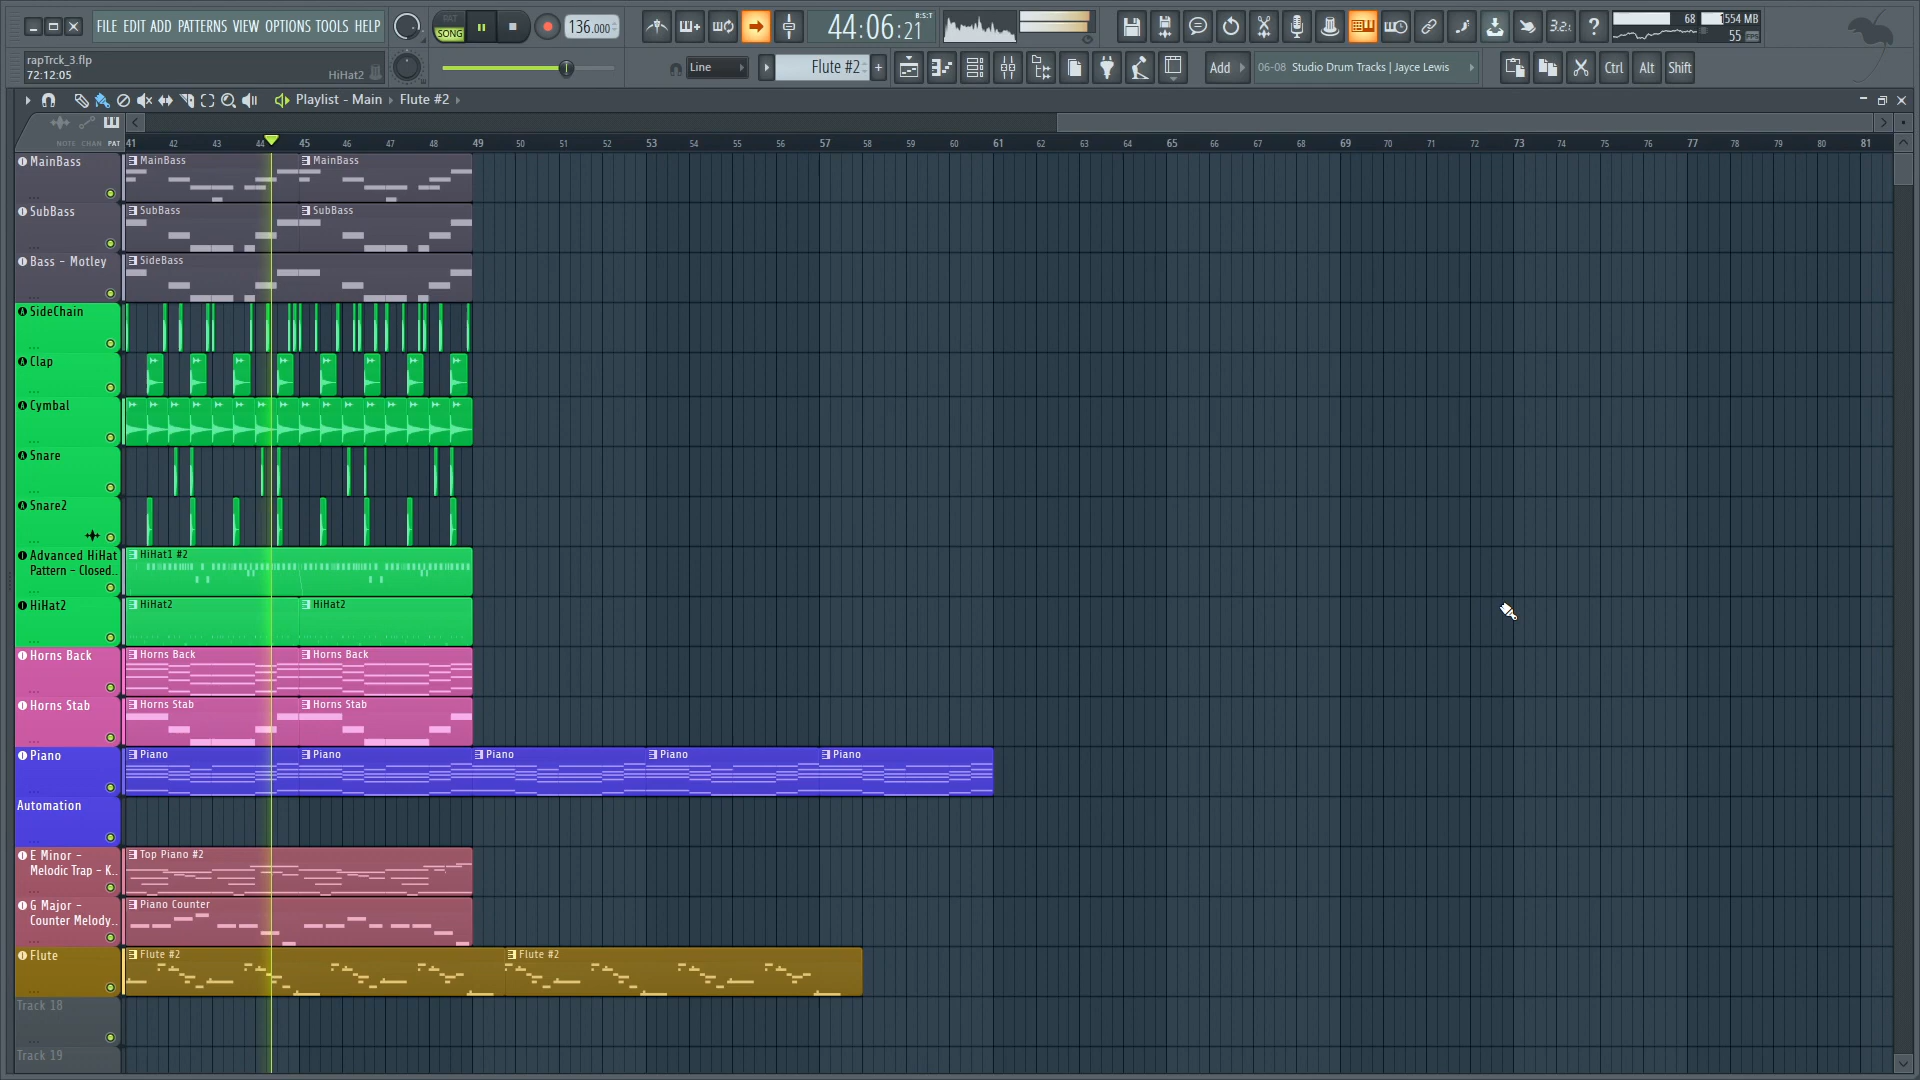 FILE EDIT ADD PATTERNS VIEW OPTIONS TOOLS HELP
PAT
SONG
136.000
44:06:21
B:S:T
3.2:
?
68
1554 MB
55
rapTrck_3.flp
72:12:05
HiHat2
Line
Flute #2
+
Add
06-08 Studio Drum Tracks | Jayce Lewis
Ctrl
Alt
Shift
Playlist - Main › Flute #2 ›
NOTE CHAN PAT
41 42 43 44 45 46 47 48 49 50 51 52 53 54 55 56 57 58 59 60 61 62 63 64 65 66 67 68 69 70 71 72 73 74 75 76 77 78 79 80 81
MainBass
MainBass
MainBass
SubBass
SubBass
SubBass
Bass - Motley
SideBass
SideChain
Clap
Cymbal
Snare
Snare2
Advanced HiHat
Pattern - Closed..
HiHat1 #2
HiHat2
HiHat2
HiHat2
Horns Back
Horns Back
Horns Back
Horns Stab
Horns Stab
Horns Stab
Piano
Piano
Piano
Piano
Piano
Piano
Automation
E Minor -
Melodic Trap - K..
Top Piano #2
G Major -
Counter Melody..
Piano Counter
Flute
Flute #2
Flute #2
Track 18
Track 19